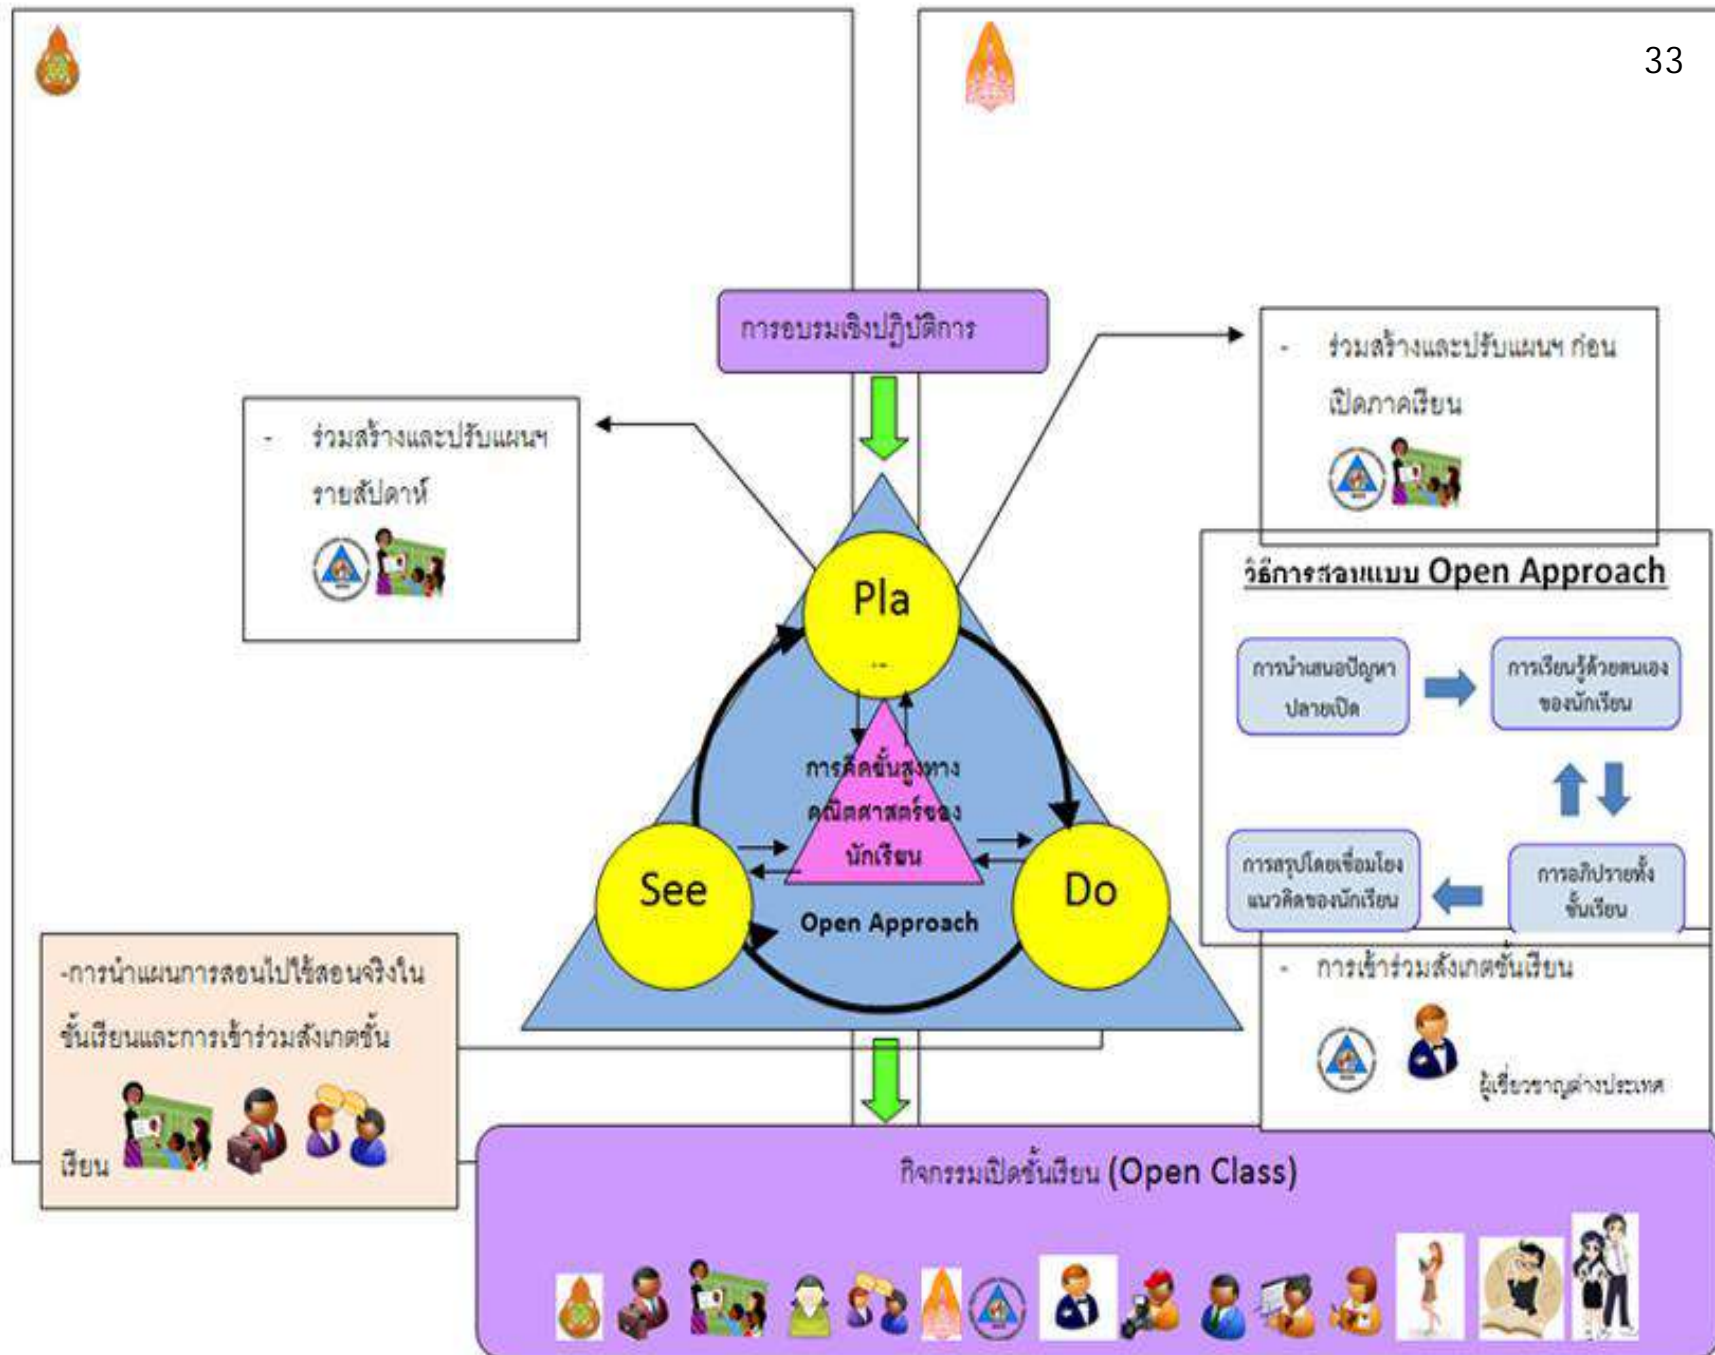 33
การอบรมเชิงปฏิบัติการ
- ร่วมสร้างและปรับแผนฯ ก่อน
เปิดภาคเรียน
- ร่วมสร้างและปรับแผนฯ
รายสัปดาห์
วิธีการสอนแบบ Open Approach
การนำเสนอปัญหา
ปลายเปิด
การเรียนรู้ด้วยตนเอง
ของนักเรียน
การสรุปโดยเชื่อมโยง
แนวคิดของนักเรียน
การอภิปรายทั้ง
ชั้นเรียน
Pla
การคิดขั้นสูงทาง
คณิตศาสตร์ของ
นักเรียน
See
Do
Open Approach
-การนำแผนการสอนไปใช้สอนจริงใน
ชั้นเรียนและการเข้าร่วมสังเกตชั้น
เรียน
- การเข้าร่วมสังเกตชั้นเรียน
ผู้เชี่ยวชาญต่างประเทศ
กิจกรรมเปิดชั้นเรียน (Open Class)